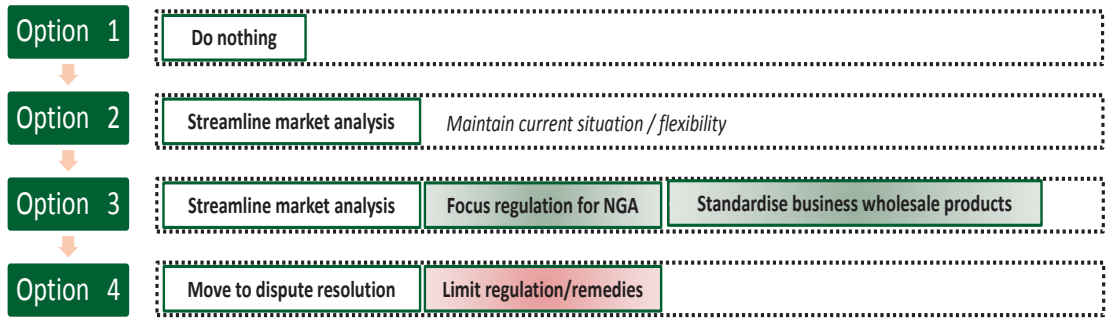 Option 1
Do nothing
Option 2
Streamline market analysis
Maintain current situation / flexibility
Option 3
Streamline market analysis
Focus regulation for NGA
Standardise business wholesale products
Option 4
Move to dispute resolution
Limit regulation/remedies